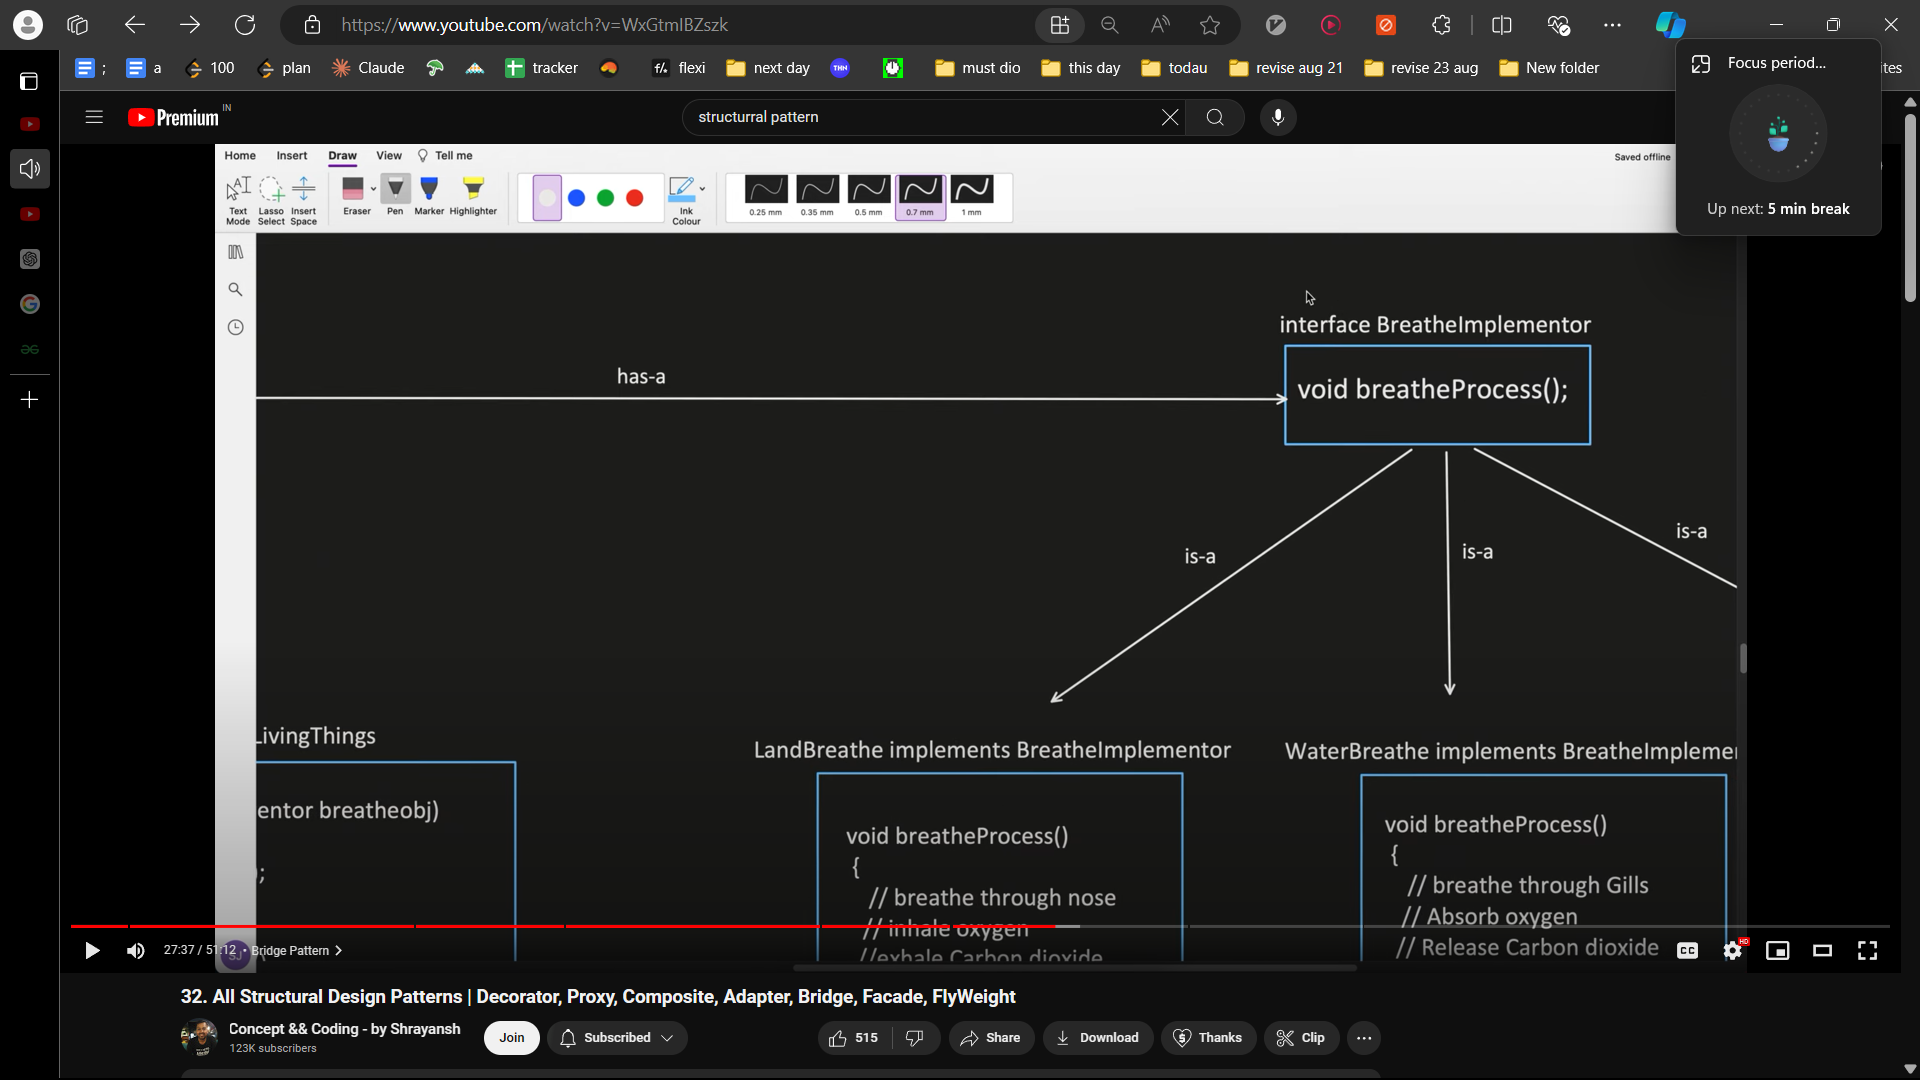 https://www.youtube.com/watch?v=WxGtmIBZszk
;
a
100
plan
Claude
tracker
f/.
flexi
next day
THN
must dio
this day
todau
revise aug 21
revise 23 aug
New folder
ites
Focus period...
Up next: 5 min break
Premium
IN
structurral pattern
Home
Insert
Draw
View
Tell me
Saved offline
Text Mode
Lasso Select
Insert Space
Eraser
Pen
Marker
Highlighter
Ink Colour
0.25 mm
0.35 mm
0.5 mm
0.7 mm
1 mm
interface BreatheImplementor
void breatheProcess();
has-a
is-a
is-a
is-a
LivingThings
entor breatheobj)
);
LandBreathe implements BreatheImplementor
void breatheProcess()
{
// breathe through nose
// inhale oxygen
//exhale Carbon dioxide
WaterBreathe implements BreatheImplemen
void breatheProcess()
{
// breathe through Gills
// Absorb oxygen
// Release Carbon dioxide
27:37 / 51:12 • Bridge Pattern
SJ
CC
HD
32. All Structural Design Patterns | Decorator, Proxy, Composite, Adapter, Bridge, Facade, FlyWeight
Concept && Coding - by Shrayansh
123K subscribers
Join
Subscribed
515
Share
Download
Thanks
Clip